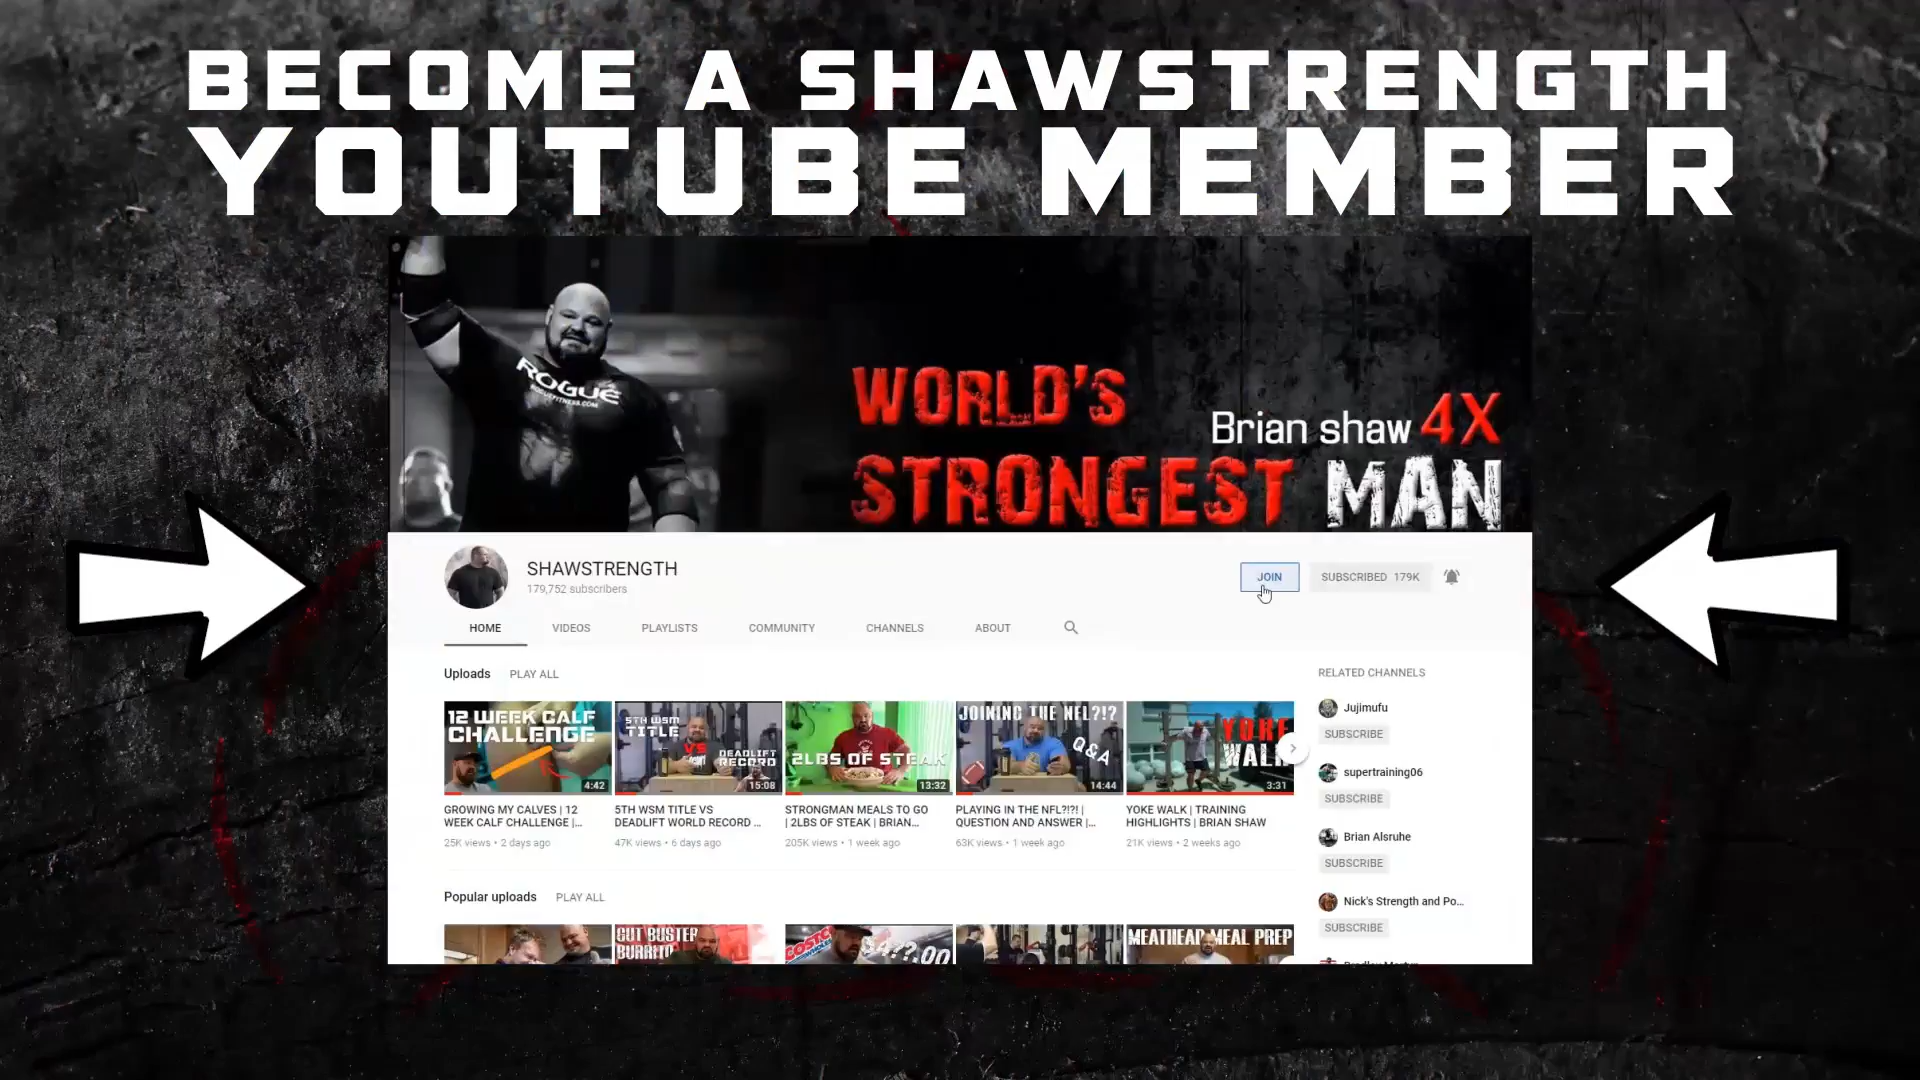 BECOME A SHAWSTRENGTH
YOUTUBE MEMBER
ROGUE
ROGUEFITNESS.COM
WORLD'S
Brian shaw 4X
STRONGEST MAN
SHAWSTRENGTH
179,752 subscribers
JOIN
SUBSCRIBED 179K
HOME VIDEOS PLAYLISTS COMMUNITY CHANNELS ABOUT
Uploads PLAY ALL
12 WEEK CALF
CHALLENGE
4:42
GROWING MY CALVES | 12
WEEK CALF CHALLENGE |...
25K views • 2 days ago
5TH WSM
TITLE
VS
DEADLIFT
RECORD
15:08
5TH WSM TITLE VS
DEADLIFT WORLD RECORD ...
47K views • 6 days ago
2LBS OF STEAK
13:32
STRONGMAN MEALS TO GO
| 2LBS OF STEAK | BRIAN...
205K views • 1 week ago
JOINING THE NFL?!?
Q&A
14:44
PLAYING IN THE NFL?!?! |
QUESTION AND ANSWER |...
63K views • 1 week ago
YOKE
WALK
3:31
YOKE WALK | TRAINING
HIGHLIGHTS | BRIAN SHAW
21K views • 2 weeks ago
RELATED CHANNELS
Jujimufu
SUBSCRIBE
supertraining06
SUBSCRIBE
Brian Alsruhe
SUBSCRIBE
Nick's Strength and Po...
SUBSCRIBE
Popular uploads PLAY ALL
GUT BUSTER
BURRITO
COSTCO
$4??.00
MEATHEAD MEAL PREP